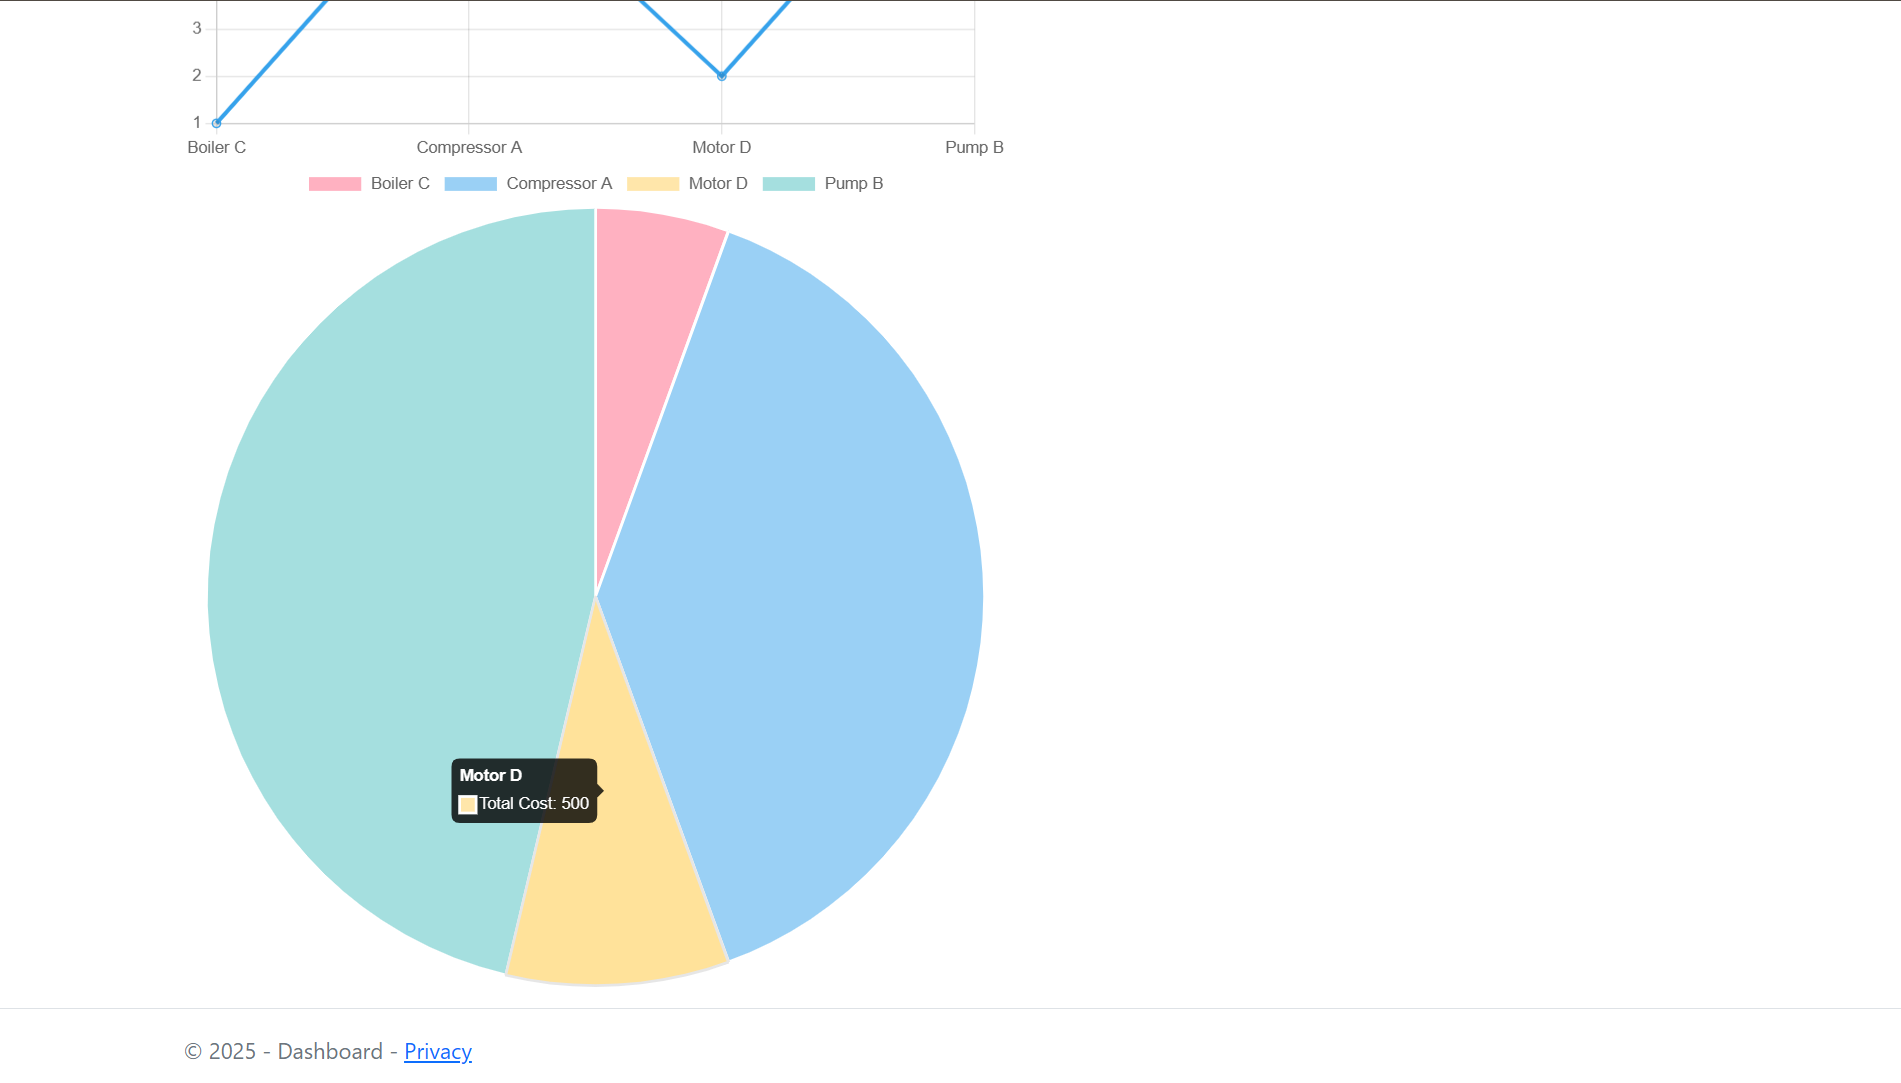 3
2
1
Boiler C Compressor A Motor D Pump B
Boiler C Compressor A Motor D Pump B
Motor D
Total Cost: 500
© 2025 - Dashboard - Privacy